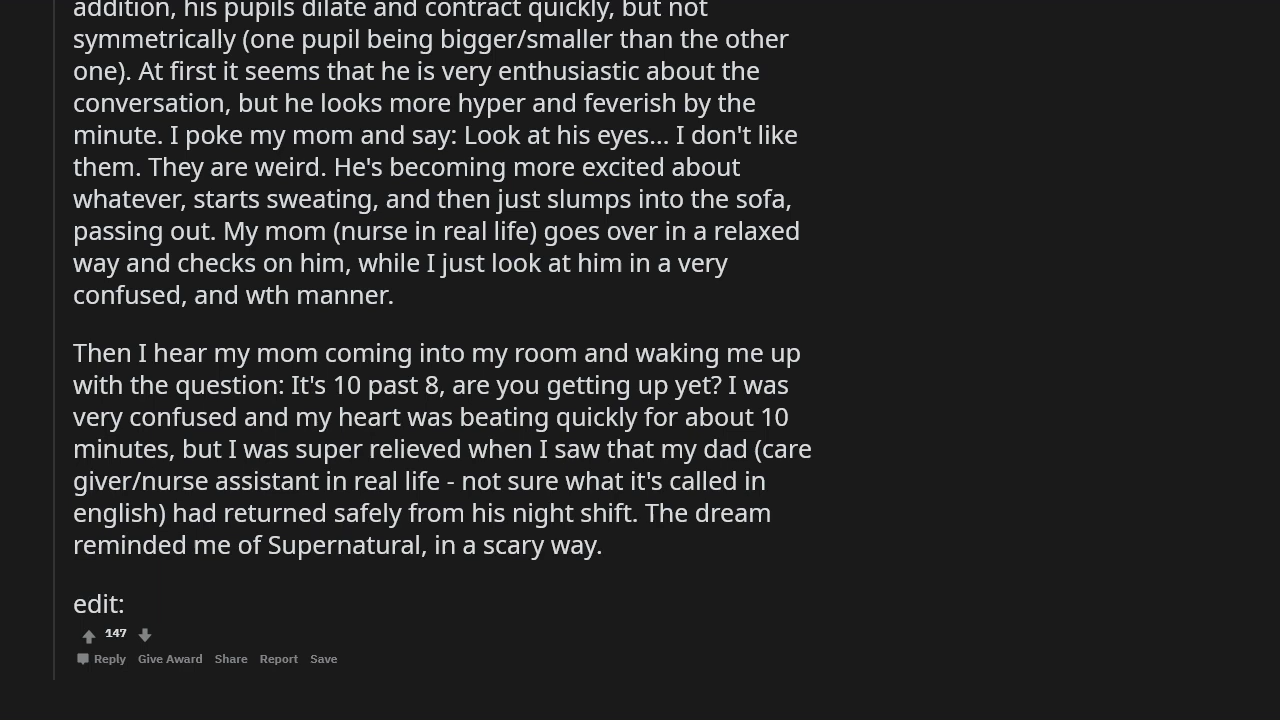 addition, his pupils dilate and contract quickly, but not
symmetrically (one pupil being bigger/smaller than the other
one). At first it seems that he is very enthusiastic about the
conversation, but he looks more hyper and feverish by the
minute. I poke my mom and say: Look at his eyes... I don't like
them. They are weird. He's becoming more excited about
whatever, starts sweating, and then just slumps into the sofa,
passing out. My mom (nurse in real life) goes over in a relaxed
way and checks on him, while I just look at him in a very
confused, and wth manner.
Then I hear my mom coming into my room and waking me up
with the question: It's 10 past 8, are you getting up yet? I was
very confused and my heart was beating quickly for about 10
minutes, but I was super relieved when I saw that my dad (care
giver/nurse assistant in real life - not sure what it's called in
english) had returned safely from his night shift. The dream
reminded me of Supernatural, in a scary way.
edit:
147
Reply Give Award Share Report Save